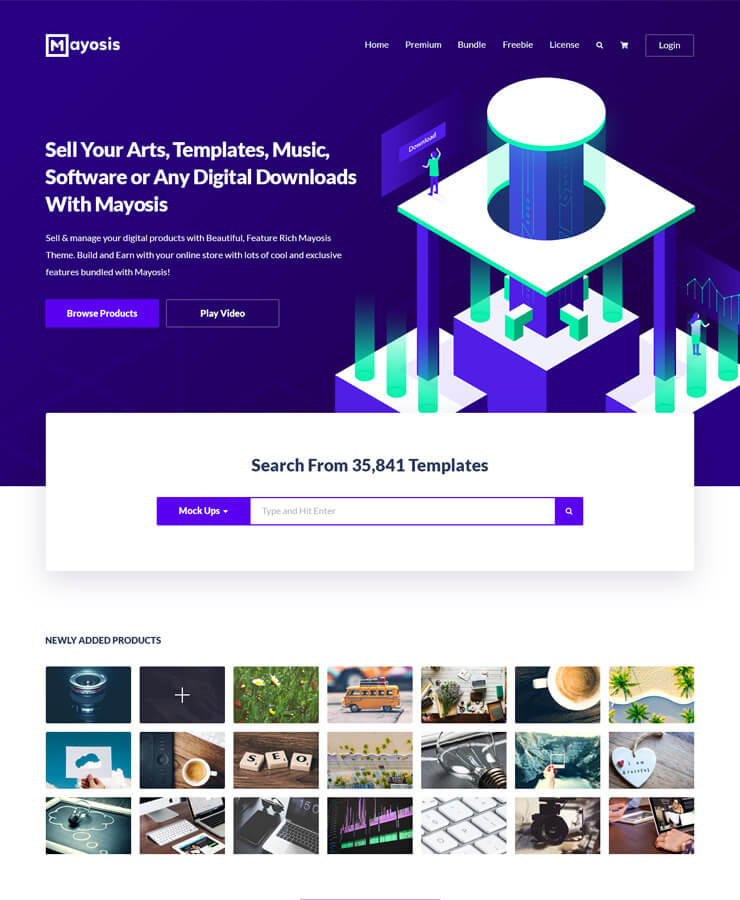 Mayosis
Home Premium Bundle Freebie License Login
Download
Sell Your Arts, Templates, Music,
Software or Any Digital Downloads
With Mayosis
Sell & manage your digital products with Beautiful, Feature Rich Mayosis
Theme. Build and Earn with your online store with lots of cool and exclusive
features bundled with Mayosis!
Browse Products Play Video
Search From 35,841 Templates
Mock Ups Type and Hit Enter
NEWLY ADDED PRODUCTS
SEO
I am
grateful